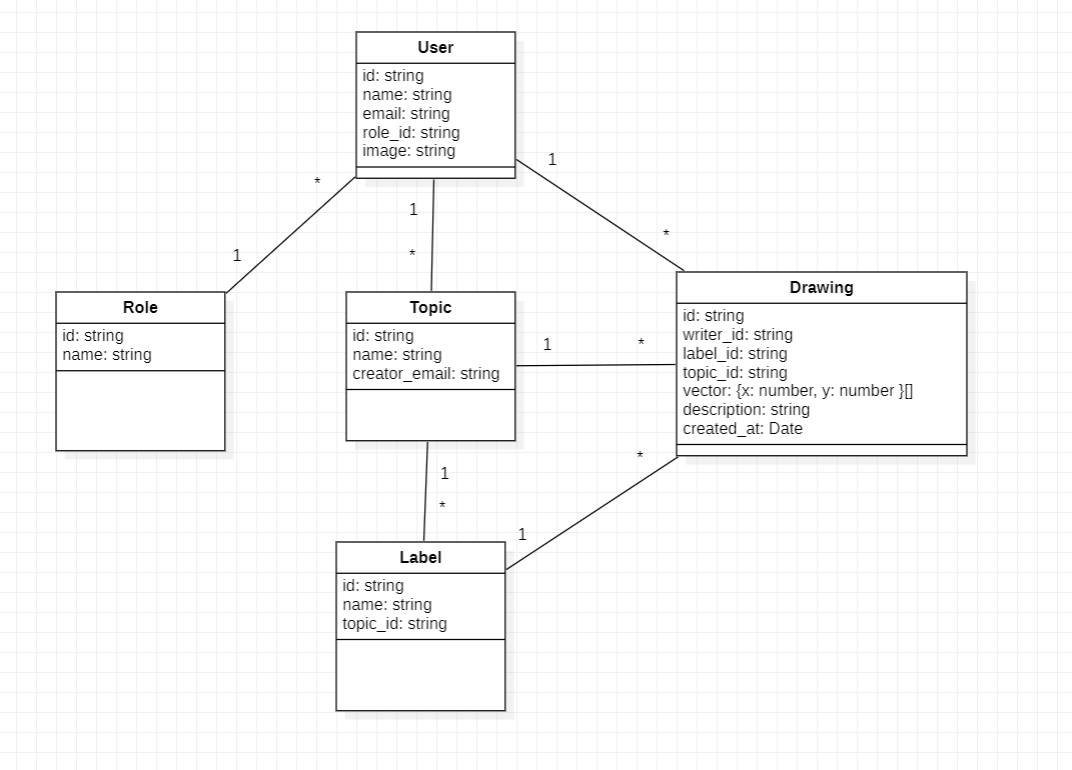 User
id: string
name: string
email: string
role_id: string
image: string
1
*
1
*
1
*
Role
id: string
name: string
Topic
id: string
name: string
creator_email: string
1
*
Drawing
id: string
writer_id: string
label_id: string
topic_id: string
vector: {x: number, y: number }[]
description: string
created_at: Date
*
1
*
1
Label
id: string
name: string
topic_id: string